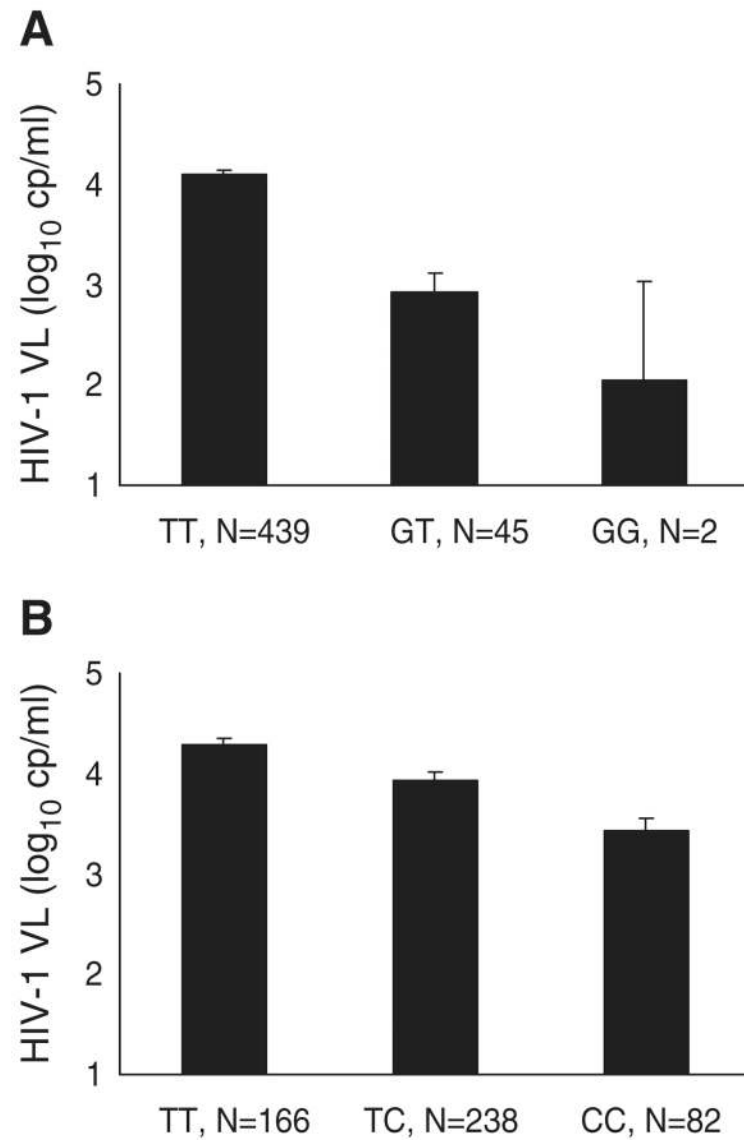 A
HIV-1 VL (log₁₀ cp/ml)
5
4
3
2
1
TT, N=439 GT, N=45 GG, N=2
B
HIV-1 VL (log₁₀ cp/ml)
5
4
3
2
1
TT, N=166 TC, N=238 CC, N=82